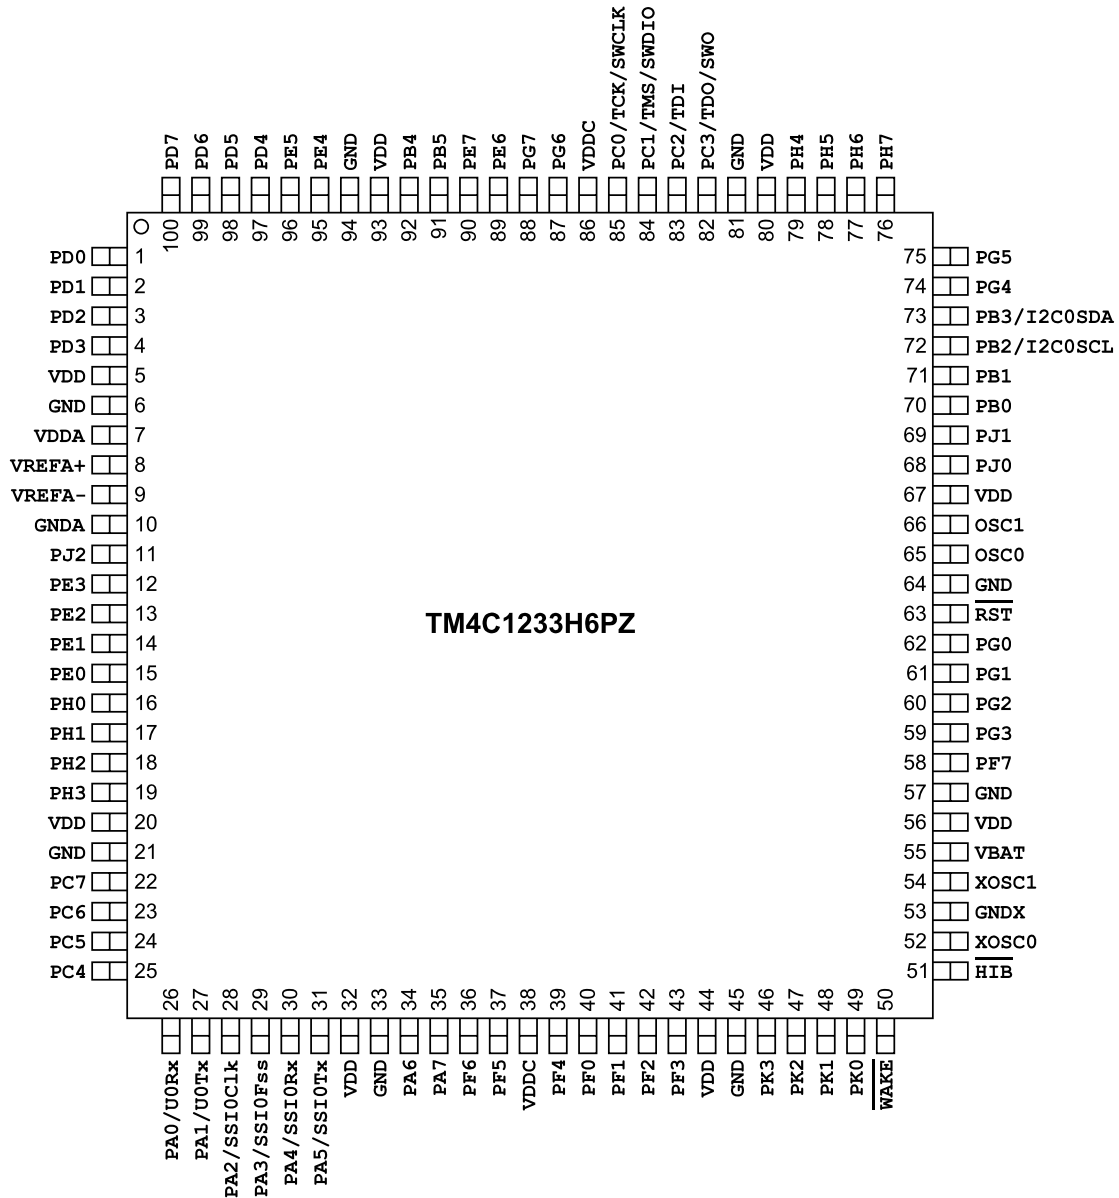 PC0/TCK/SWCLK
PC1/TMS/SWDIO
PC2/TDI
PC3/TDO/SWO
PD7
PD6
PD5
PD4
PE5
PE4
GND
VDD
PB4
PB5
PE7
PE6
PG7
PG6
VDDC
GND
VDD
PH4
PH5
PH6
PH7
100
99
98
97
96
95
94
93
92
91
90
89
88
87
86
85
84
83
82
81
80
79
78
77
76
PD0 1 75 PG5
PD1 2 74 PG4
PD2 3 73 PB3/I2C0SDA
PD3 4 72 PB2/I2C0SCL
VDD 5 71 PB1
GND 6 70 PB0
VDDA 7 69 PJ1
VREFA+ 8 68 PJ0
VREFA- 9 67 VDD
GNDA 10 66 OSC1
PJ2 11 65 OSC0
PE3 12 64 GND
PE2 13 63 RST
TM4C1233H6PZ
PE1 14 62 PG0
PE0 15 61 PG1
PH0 16 60 PG2
PH1 17 59 PG3
PH2 18 58 PF7
PH3 19 57 GND
VDD 20 56 VDD
GND 21 55 VBAT
PC7 22 54 XOSC1
PC6 23 53 GNDX
PC5 24 52 XOSC0
PC4 25 51 HIB
26
27
28
29
30
31
32
33
34
35
36
37
38
39
40
41
42
43
44
45
46
47
48
49
50
PA0/U0Rx
PA1/U0Tx
PA2/SSI0Clk
PA3/SSI0Fss
PA4/SSI0Rx
PA5/SSI0Tx
VDD
GND
PA6
PA7
PF6
PF5
VDDC
PF4
PF0
PF1
PF2
PF3
VDD
GND
PK3
PK2
PK1
PK0
WAKE